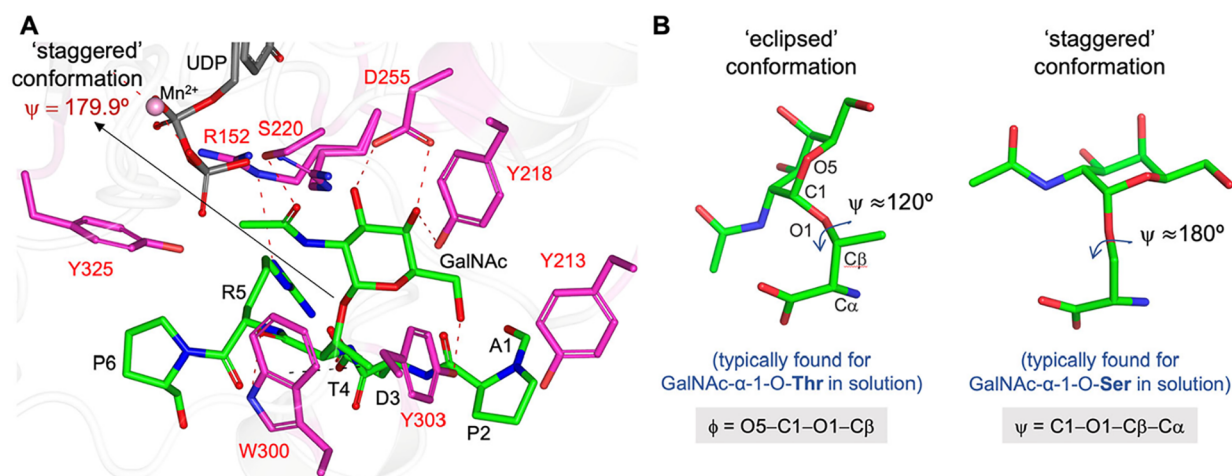 A
'staggered'
conformation
ψ = 179.9º
UDP
Mn²⁺
R152
S220
D255
Y218
GalNAc
Y213
Y325
R5
P6
T4
D3
A1
Y303
P2
W300
B
'eclipsed'
conformation
O5
C1
O1
ψ ≈120º
Cβ
Cα
(typically found for
GalNAc-α-1-O-Thr in solution)
ϕ = O5–C1–O1–Cβ
'staggered'
conformation
ψ ≈180º
(typically found for
GalNAc-α-1-O-Ser in solution)
ψ = C1–O1–Cβ–Cα